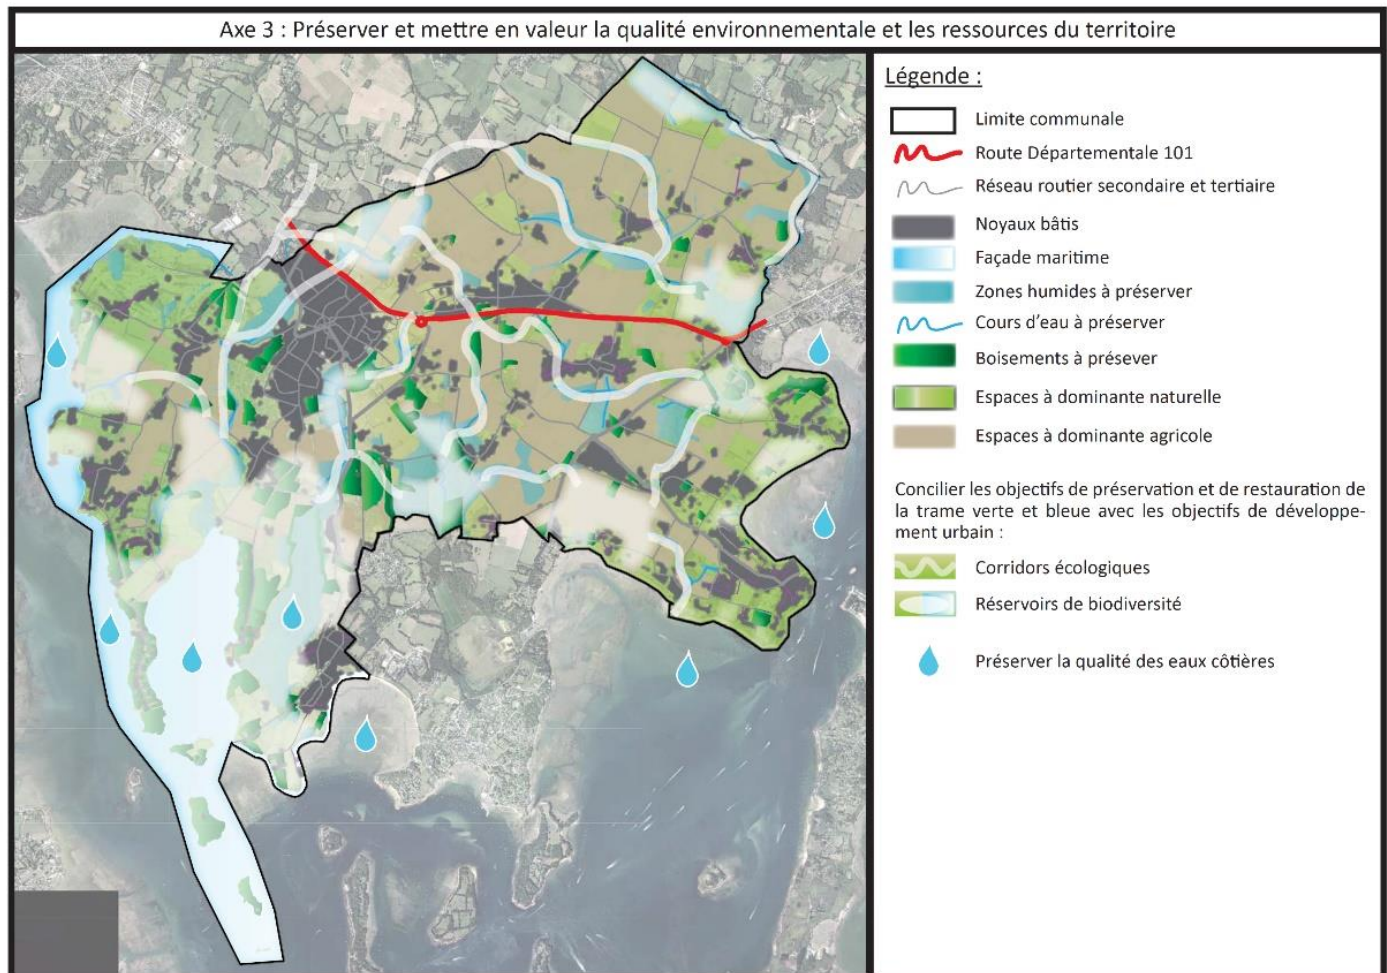 Axe 3 : Préserver et mettre en valeur la qualité environnementale et les ressources du territoire
Légende :
Limite communale
Route Départementale 101
Réseau routier secondaire et tertiaire
Noyaux bâtis
Façade maritime
Zones humides à préserver
Cours d'eau à préserver
Boisements à présever
Espaces à dominante naturelle
Espaces à dominante agricole
Concilier les objectifs de préservation et de restauration de
la trame verte et bleue avec les objectifs de développe-
ment urbain :
Corridors écologiques
Réservoirs de biodiversité
Préserver la qualité des eaux côtières